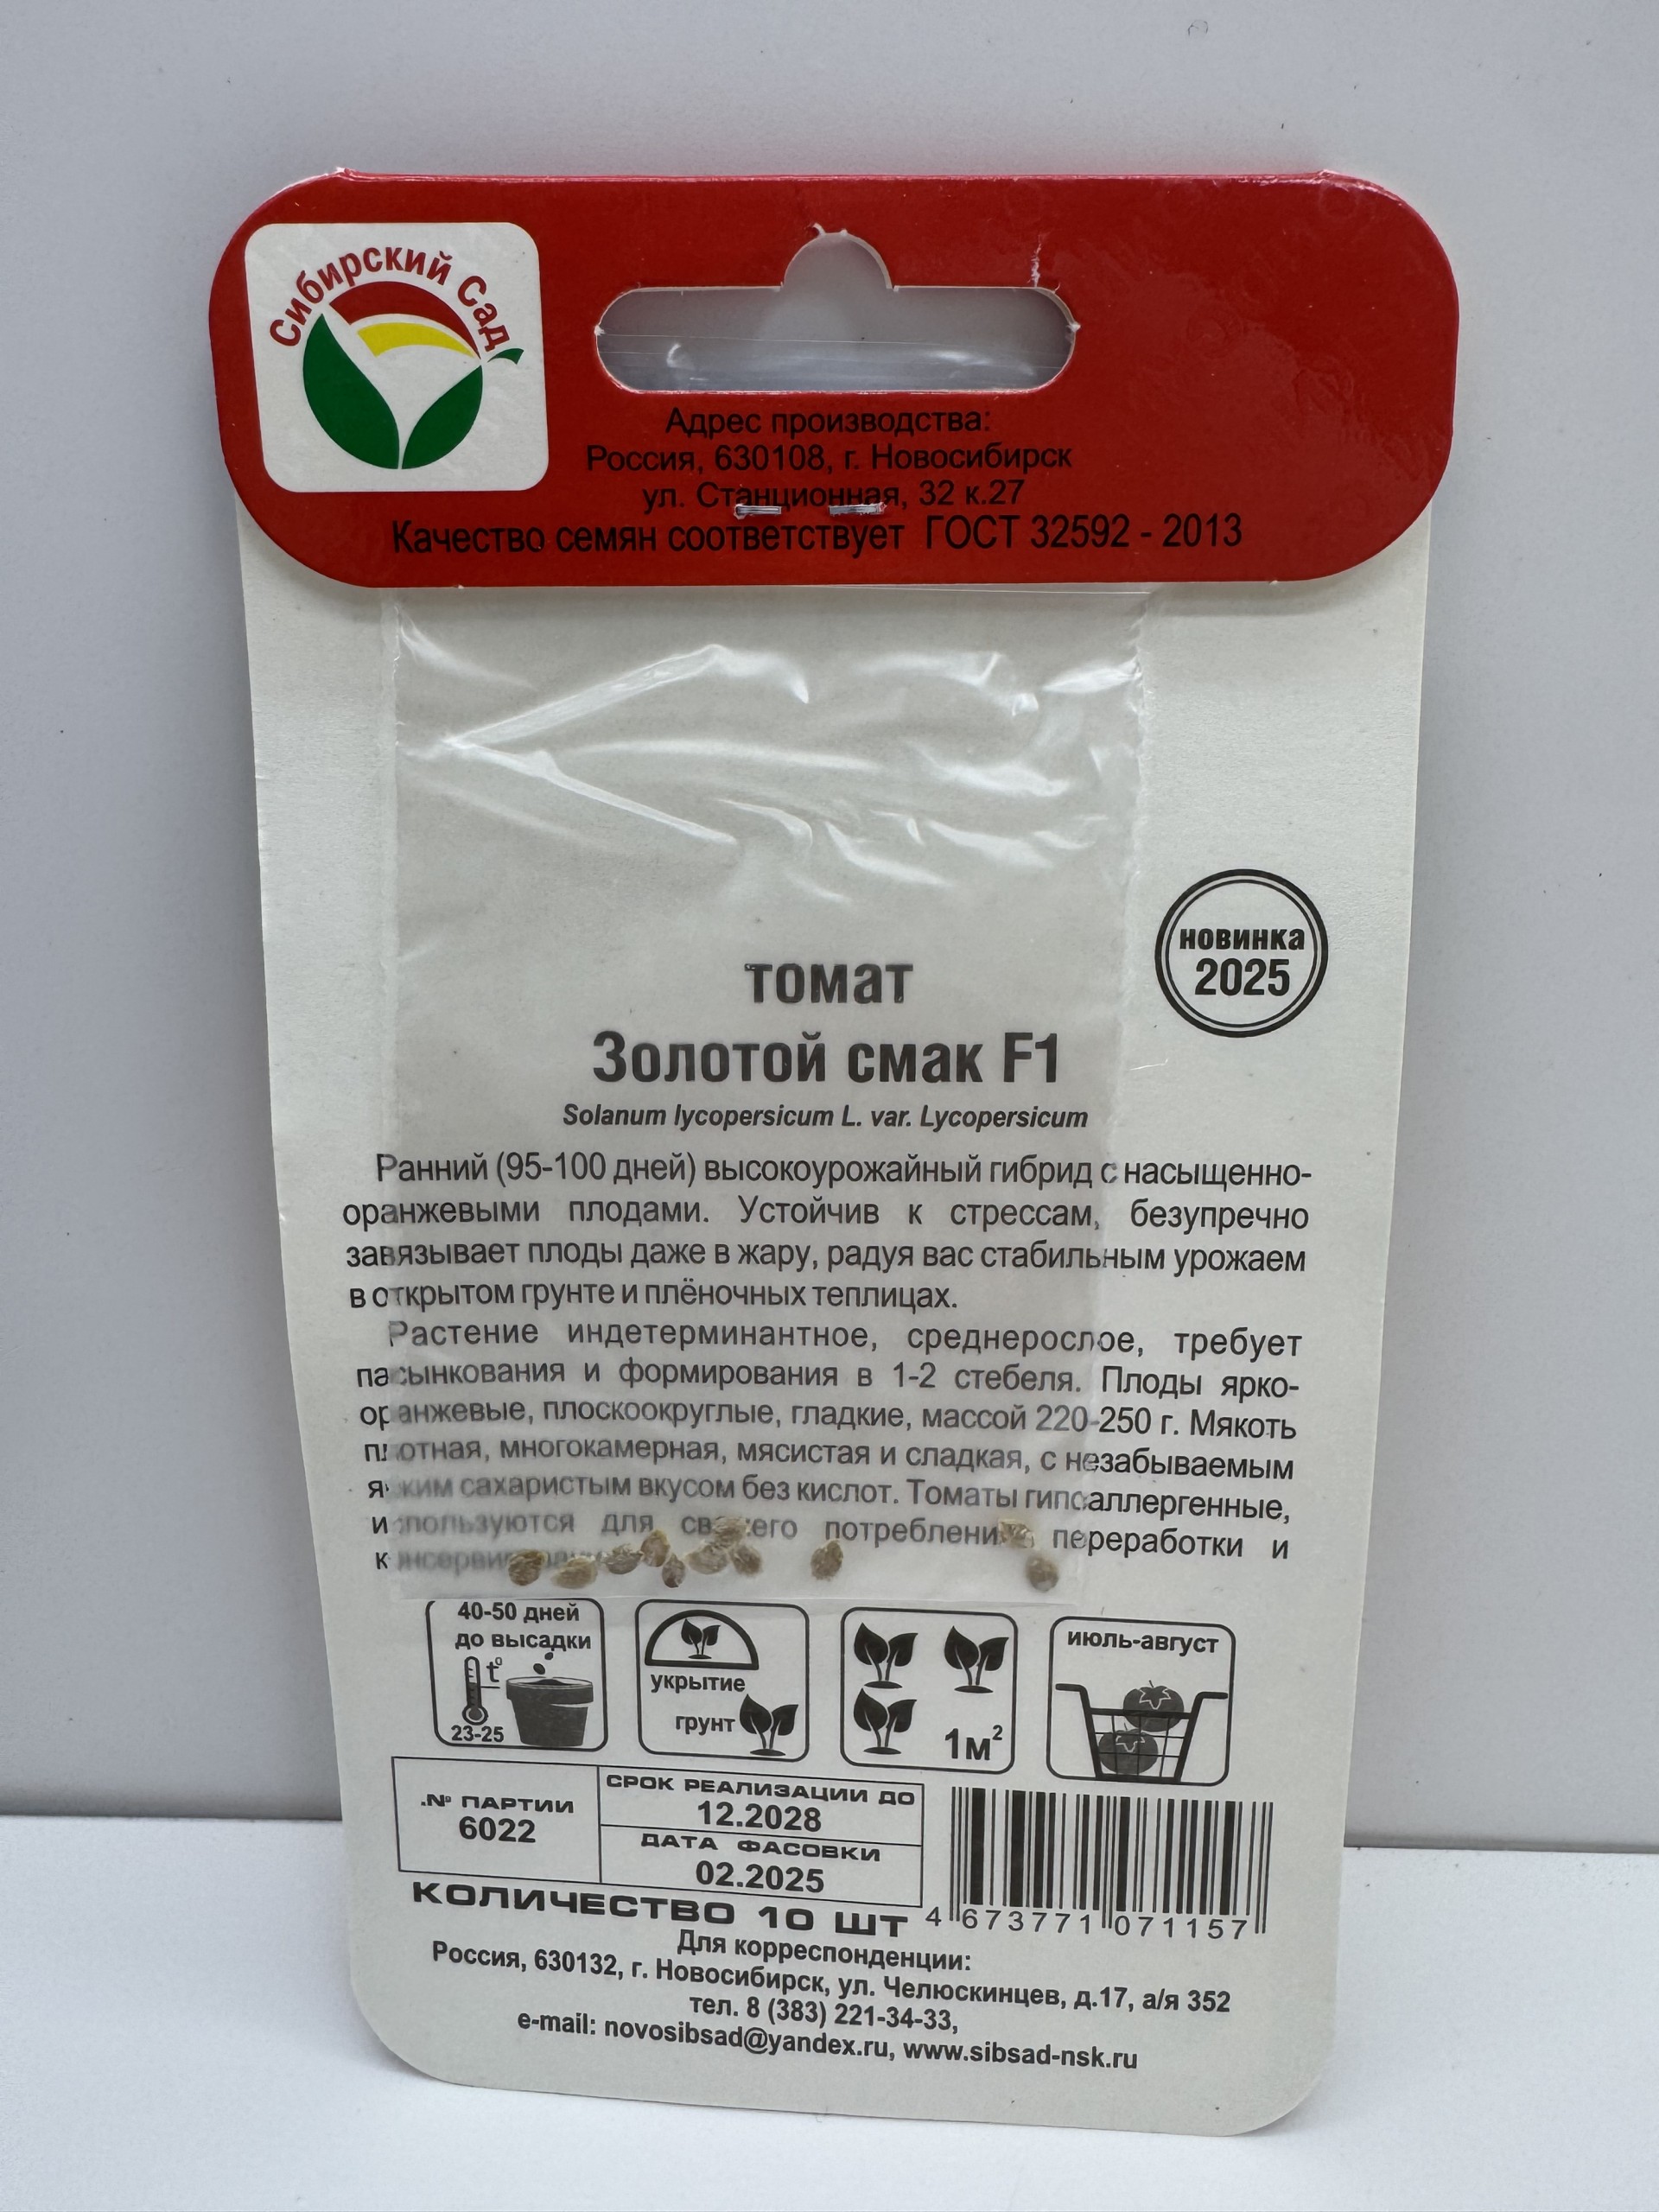 Сибирский Сад
Адрес производства:
Россия, 630108, г. Новосибирск
ул. Станционная, 32 к.27
Качество семян соответствует ГОСТ 32592 - 2013
новинка
2025
томат
Золотой смак F1
Solanum lycopersicum L. var. Lycopersicum
Ранний (95-100 дней) высокоурожайный гибрид с насыщенно-
оранжевыми плодами. Устойчив к стрессам, безупречно
завязывает плоды даже в жару, радуя вас стабильным урожаем
в открытом грунте и плёночных теплицах.
Растение индетерминантное, среднерослое, требует
пасынкования и формирования в 1-2 стебеля. Плоды ярко-
оранжевые, плоскоокруглые, гладкие, массой 220-250 г. Мякоть
плотная, многокамерная, мясистая и сладкая, с незабываемым
ярким сахаристым вкусом без кислот. Томаты гипоаллергенные,
используются для свежего потребления, переработки и
40-50 дней
до высадки
t°
23-25
укрытие
грунт
1м²
июль-август
.№ ПАРТИИ
6022
СРОК РЕАЛИЗАЦИИ ДО
12.2028
ДАТА ФАСОВКИ
02.2025
КОЛИЧЕСТВО 10 ШТ
4 673771 071157
Для корреспонденции:
Россия, 630132, г. Новосибирск, ул. Челюскинцев, д.17, а/я 352
тел. 8 (383) 221-34-33,
e-mail: novosibsad@yandex.ru, www.sibsad-nsk.ru